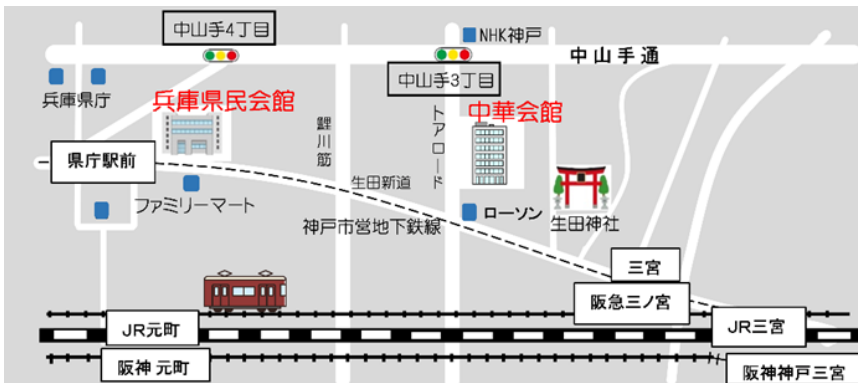 中山手4丁目
NHK神戸
中山手通
中山手3丁目
兵庫県庁
兵庫県民会館
中華会館
鯉川筋
トアロード
県庁駅前
生田新道
ファミリーマート
ローソン
生田神社
神戸市営地下鉄線
三宮
阪急三ノ宮
JR元町
JR三宮
阪神 元町
阪神神戸三宮